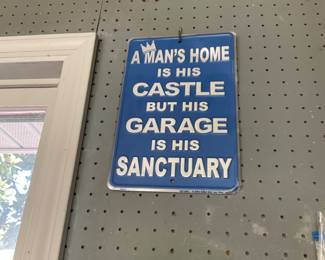 A MAN'S HOME
IS HIS
CASTLE
BUT HIS
GARAGE
IS HIS
SANCTUARY